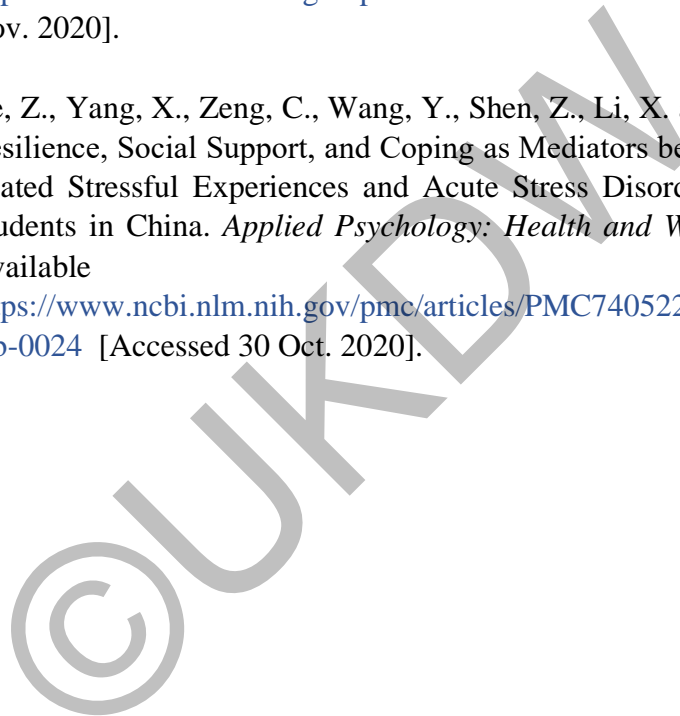 ov. 2020].
e, Z., Yang, X., Zeng, C., Wang, Y., Shen, Z., Li, X.
esilience, Social Support, and Coping as Mediators be
ated Stressful Experiences and Acute Stress Disord
udents in China. Applied Psychology: Health and W
vailable
ps://www.ncbi.nlm.nih.gov/pmc/articles/PMC740522
-0024 [Accessed 30 Oct. 2020].
©UKDW